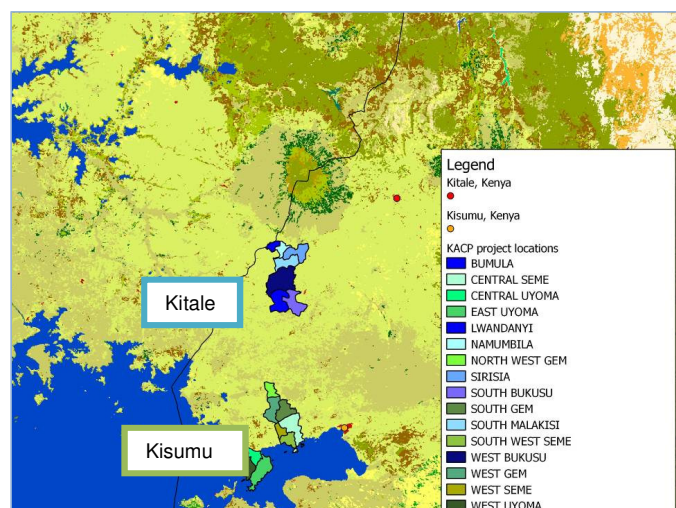 Legend
Kitale, Kenya
Kisumu, Kenya
KACP project locations
BUMULA
CENTRAL SEME
CENTRAL UYOMA
EAST UYOMA
LWANDANYI
NAMUMBILA
NORTH WEST GEM
SIRISIA
SOUTH BUKUSU
SOUTH GEM
SOUTH MALAKISI
SOUTH WEST SEME
WEST BUKUSU
WEST GEM
WEST SEME
WEST UYOMA
Kitale
Kisumu